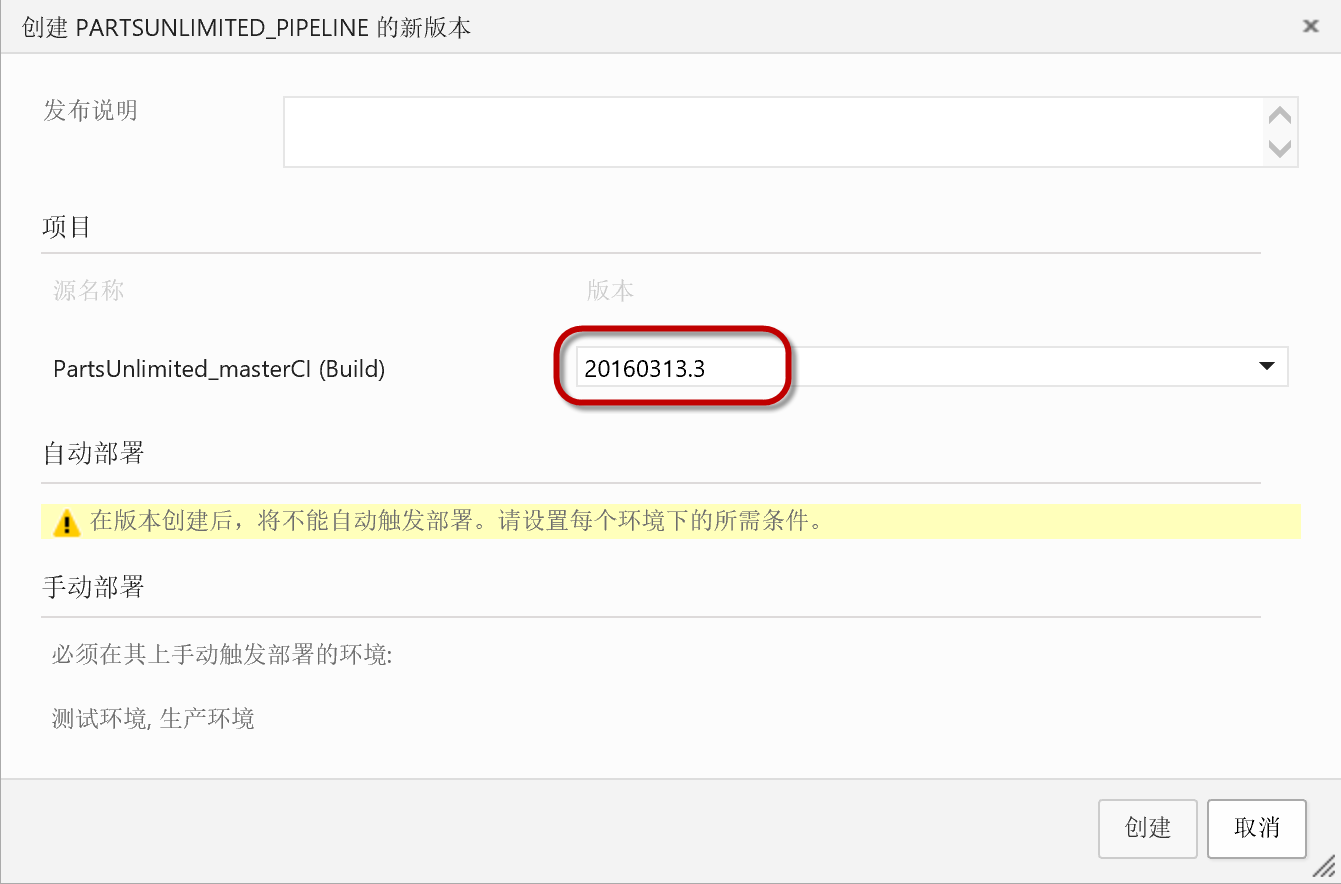 创建 PARTSUNLIMITED_PIPELINE 的新版本
发布说明
项目
源名称 版本
PartsUnlimited_masterCI (Build) 20160313.3
自动部署
在版本创建后，将不能自动触发部署。请设置每个环境下的所需条件。
手动部署
必须在其上手动触发部署的环境:
测试环境, 生产环境
创建 取消